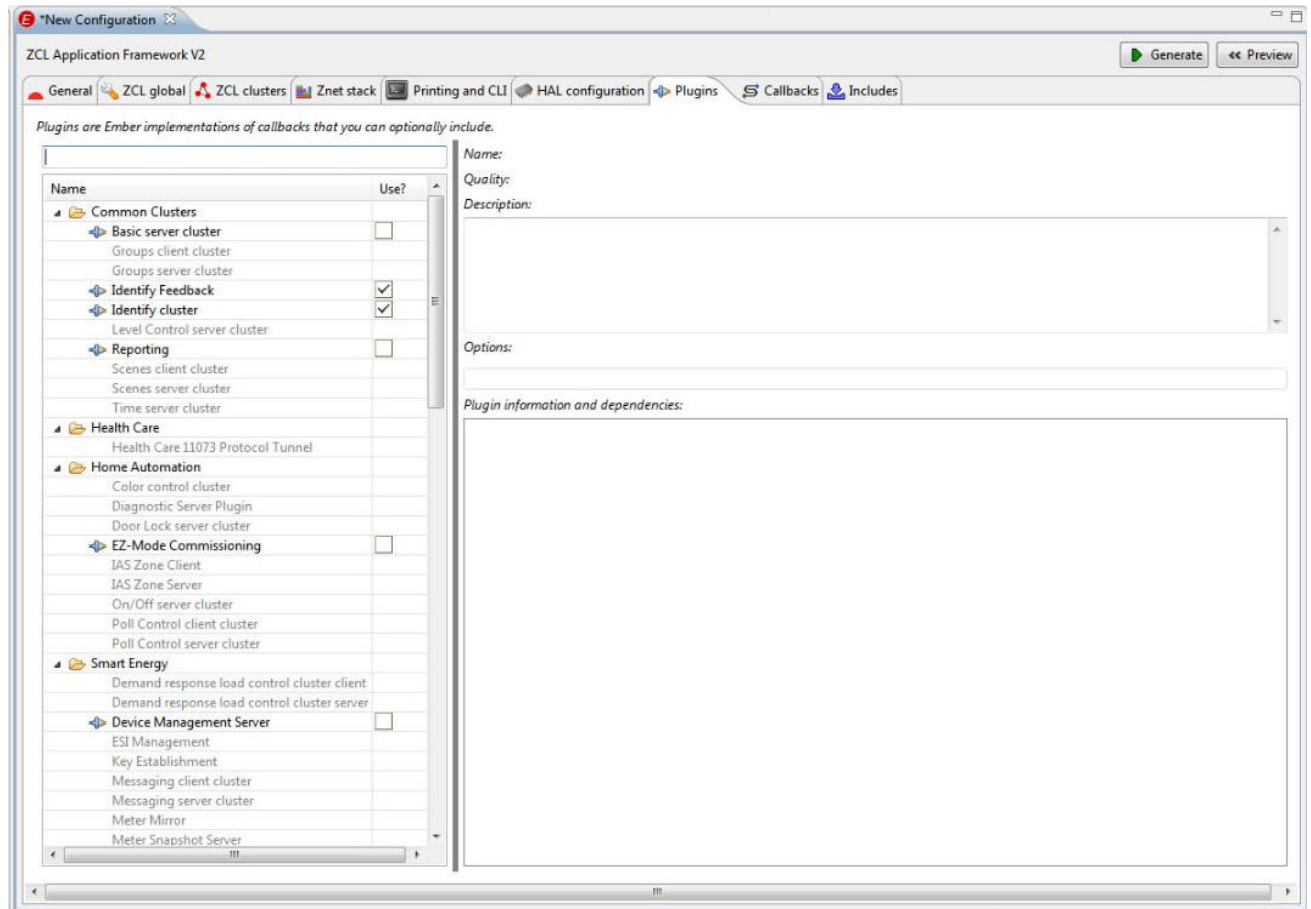 *New Configuration
ZCL Application Framework V2
Generate
Preview
General ZCL global ZCL clusters Znet stack Printing and CLI HAL configuration Plugins Callbacks Includes
Plugins are Ember implementations of callbacks that you can optionally include.
Name Use?
Common Clusters
Basic server cluster
Groups client cluster
Groups server cluster
Identify Feedback
Identify cluster
Level Control server cluster
Reporting
Scenes client cluster
Scenes server cluster
Time server cluster
Health Care
Health Care 11073 Protocol Tunnel
Home Automation
Color control cluster
Diagnostic Server Plugin
Door Lock server cluster
EZ-Mode Commissioning
IAS Zone Client
IAS Zone Server
On/Off server cluster
Poll Control client cluster
Poll Control server cluster
Smart Energy
Demand response load control cluster client
Demand response load control cluster server
Device Management Server
ESI Management
Key Establishment
Messaging client cluster
Messaging server cluster
Meter Mirror
Meter Snapshot Server
Name:
Quality:
Description:
Options:
Plugin information and dependencies: